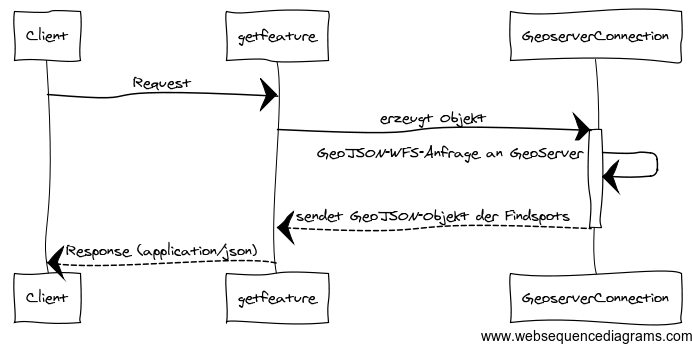 Client
getfeature
GeoserverConnection
Request
erzeugt Objekt
GeoJSON-WFS-Anfrage an GeoServer
sendet GeoJSON-Objekt der Findspots
Response (application/json)
Client
getfeature
GeoserverConnection
www.websequencediagrams.com